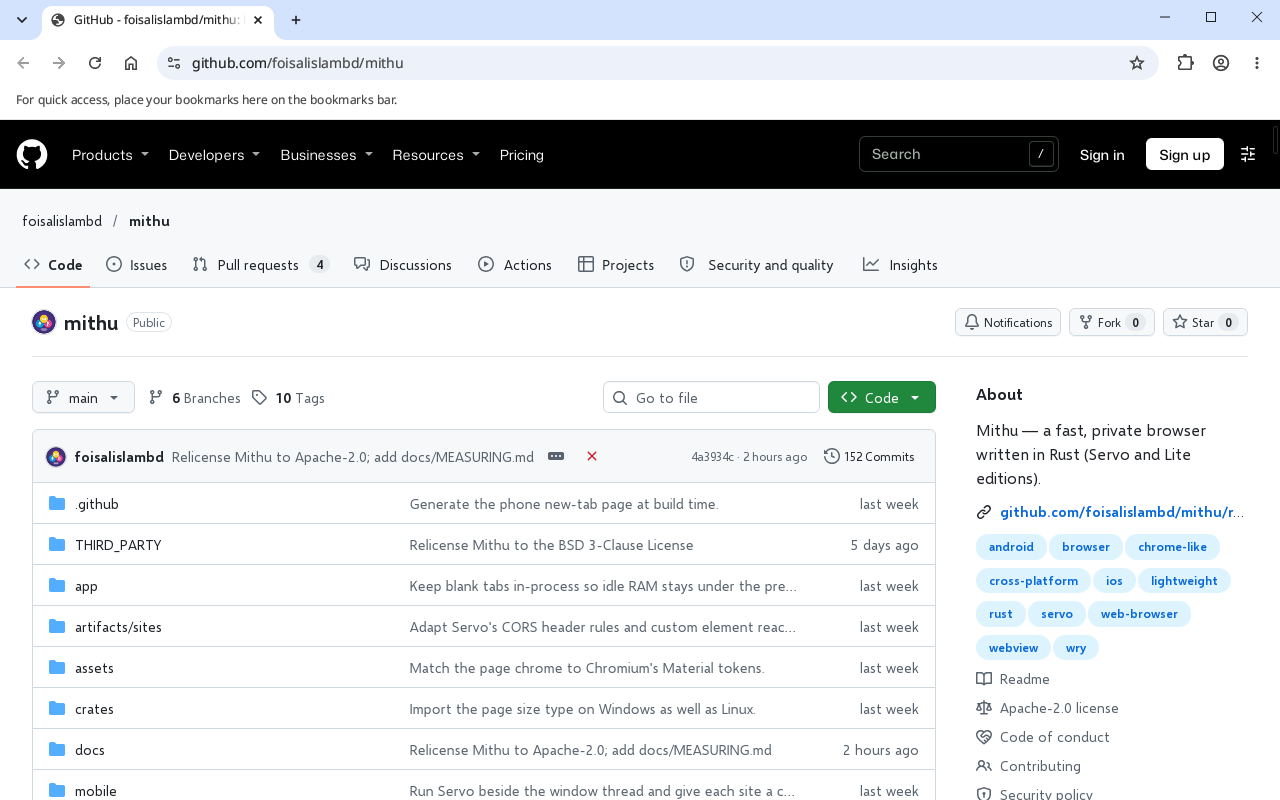 GitHub - foisalislambd/mithu:
github.com/foisalislambd/mithu
For quick access, place your bookmarks here on the bookmarks bar.
Products Developers Businesses Resources Pricing Search / Sign in Sign up
foisalislambd / mithu
Code Issues Pull requests 4 Discussions Actions Projects Security and quality Insights
mithu Public Notifications Fork 0 Star 0
main 6 Branches 10 Tags Go to file Code
foisalislambd Relicense Mithu to Apache-2.0; add docs/MEASURING.md 4a3934c · 2 hours ago 152 Commits
.github Generate the phone new-tab page at build time. last week
THIRD_PARTY Relicense Mithu to the BSD 3-Clause License 5 days ago
app Keep blank tabs in-process so idle RAM stays under the pre… last week
artifacts/sites Adapt Servo's CORS header rules and custom element reac… last week
assets Match the page chrome to Chromium's Material tokens. last week
crates Import the page size type on Windows as well as Linux. last week
docs Relicense Mithu to Apache-2.0; add docs/MEASURING.md 2 hours ago
mobile Run Servo beside the window thread and give each site a c… last week
About
Mithu — a fast, private browser
written in Rust (Servo and Lite
editions).
github.com/foisalislambd/mithu/r…
android browser chrome-like
cross-platform ios lightweight
rust servo web-browser
webview wry
Readme
Apache-2.0 license
Code of conduct
Contributing
Security policy